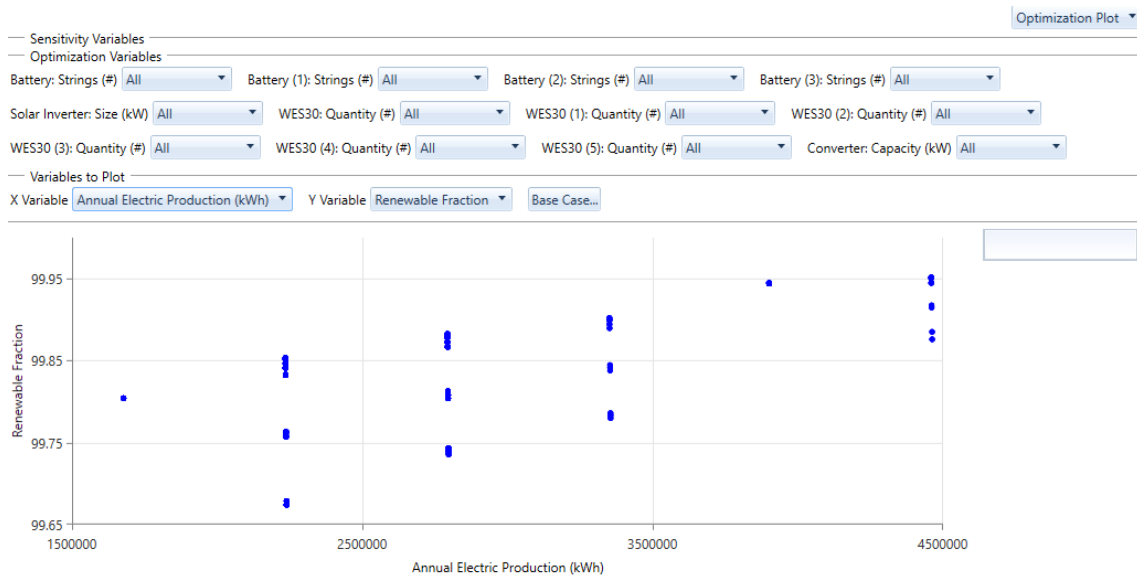 Optimization Plot
Sensitivity Variables
Optimization Variables
Battery: Strings (#) All Battery (1): Strings (#) All Battery (2): Strings (#) All Battery (3): Strings (#) All
Solar Inverter: Size (kW) All WES30: Quantity (#) All WES30 (1): Quantity (#) All WES30 (2): Quantity (#) All
WES30 (3): Quantity (#) All WES30 (4): Quantity (#) All WES30 (5): Quantity (#) All Converter: Capacity (kW) All
Variables to Plot
X Variable Annual Electric Production (kWh) Y Variable Renewable Fraction Base Case...
99.95
99.85
99.75
99.65
Renewable Fraction
1500000 2500000 3500000 4500000
Annual Electric Production (kWh)